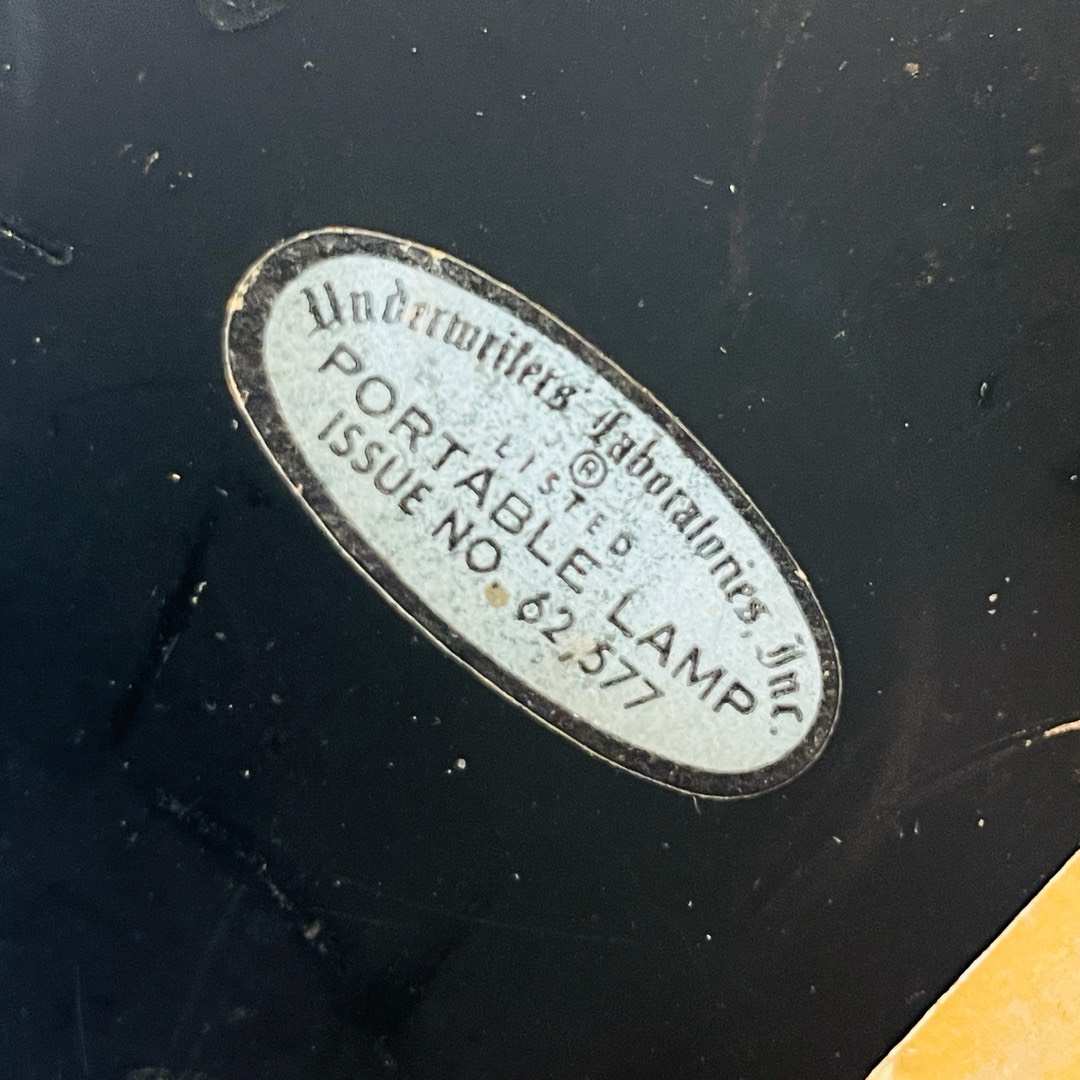 Underwriters' Laboratories, Inc.
®
LISTED
PORTABLE LAMP
ISSUE NO. 62,577